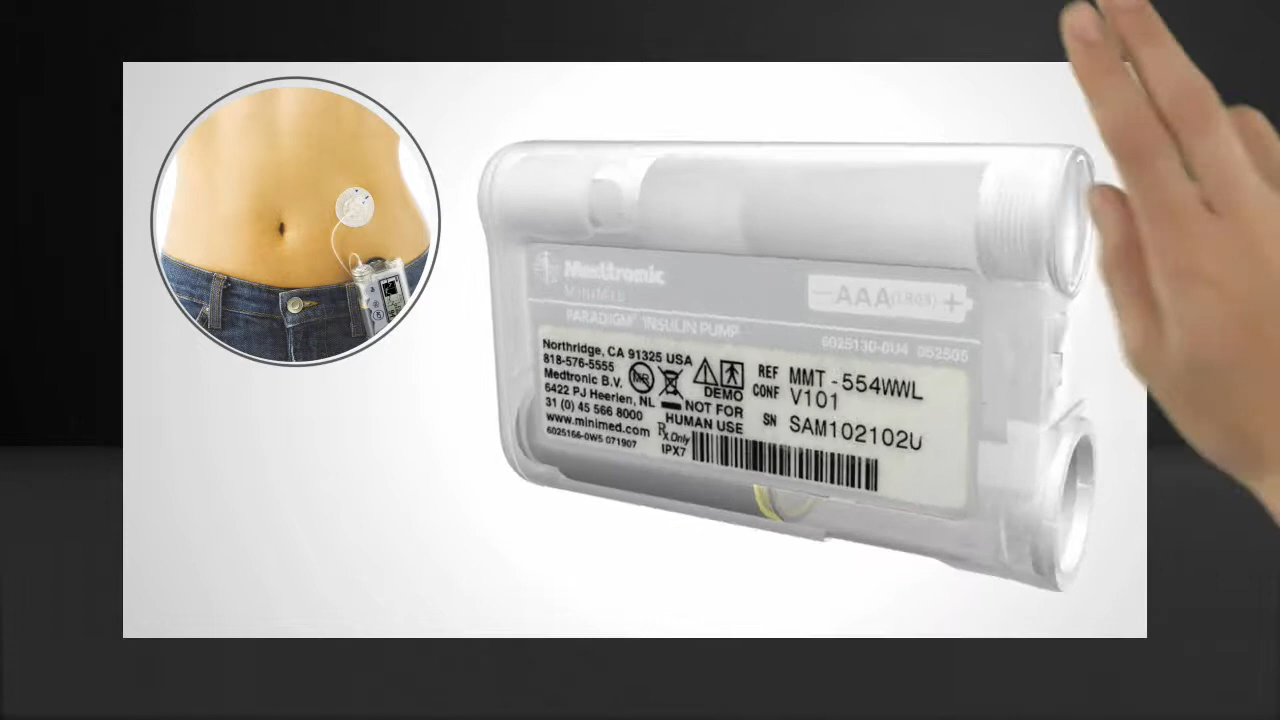 Medtronic
MINIMED
AAA (LR03)
PARADIGM® INSULIN PUMP
6025130-0U4 052505
Northridge, CA 91325 USA
818-576-5555
Medtronic B.V.
6422 PJ Heerlen, NL
31 (0) 45 566 8000
www.minimed.com
6025166-0W5 071907
MR
DEMO
NOT FOR
HUMAN USE
Rx Only
IPX7
REF MMT - 554WWL
CONF V101
SN SAM102102U